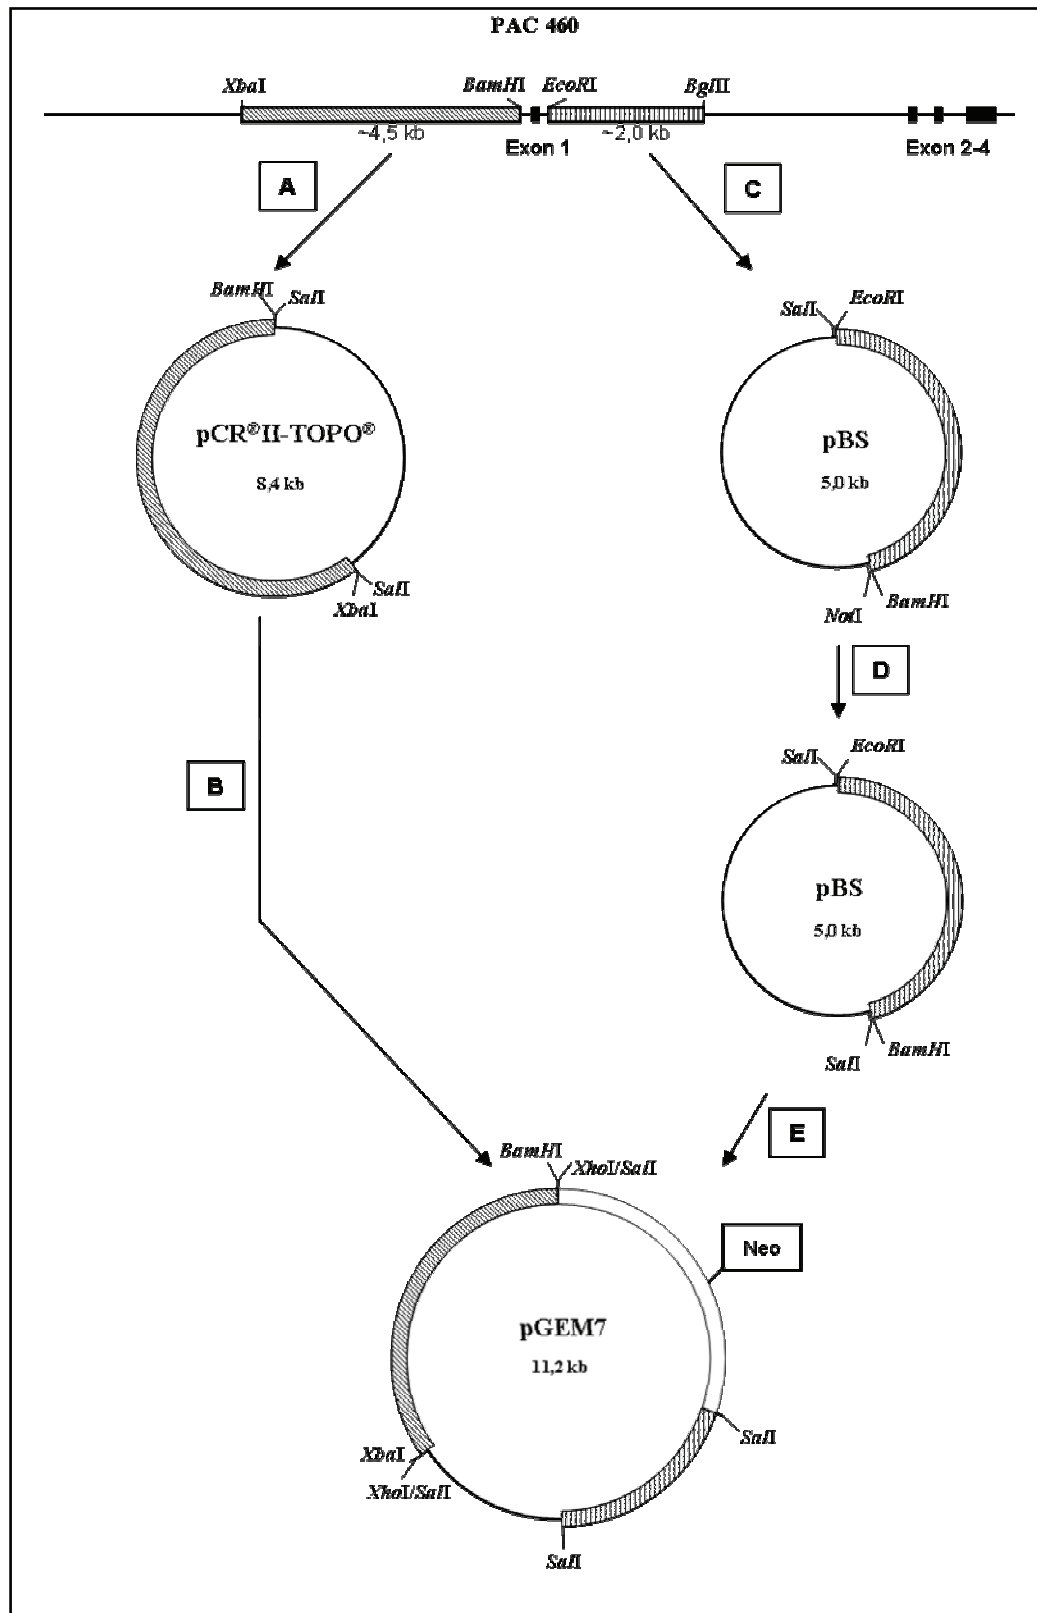 PAC 460
XbaI
BamHI
EcoRI
BglII
~4,5 kb
Exon 1
~2,0 kb
Exon 2-4
A
C
BamHI
SalI
SalI
EcoRI
pCR®II-TOPO®
8,4 kb
pBS
5,0 kb
SalI
XbaI
NotI
BamHI
D
SalI
EcoRI
B
pBS
5,0 kb
SalI
BamHI
E
BamHI
XhoI/SalI
Neo
pGEM7
11,2 kb
XbaI
XhoI/SalI
SalI
SalI